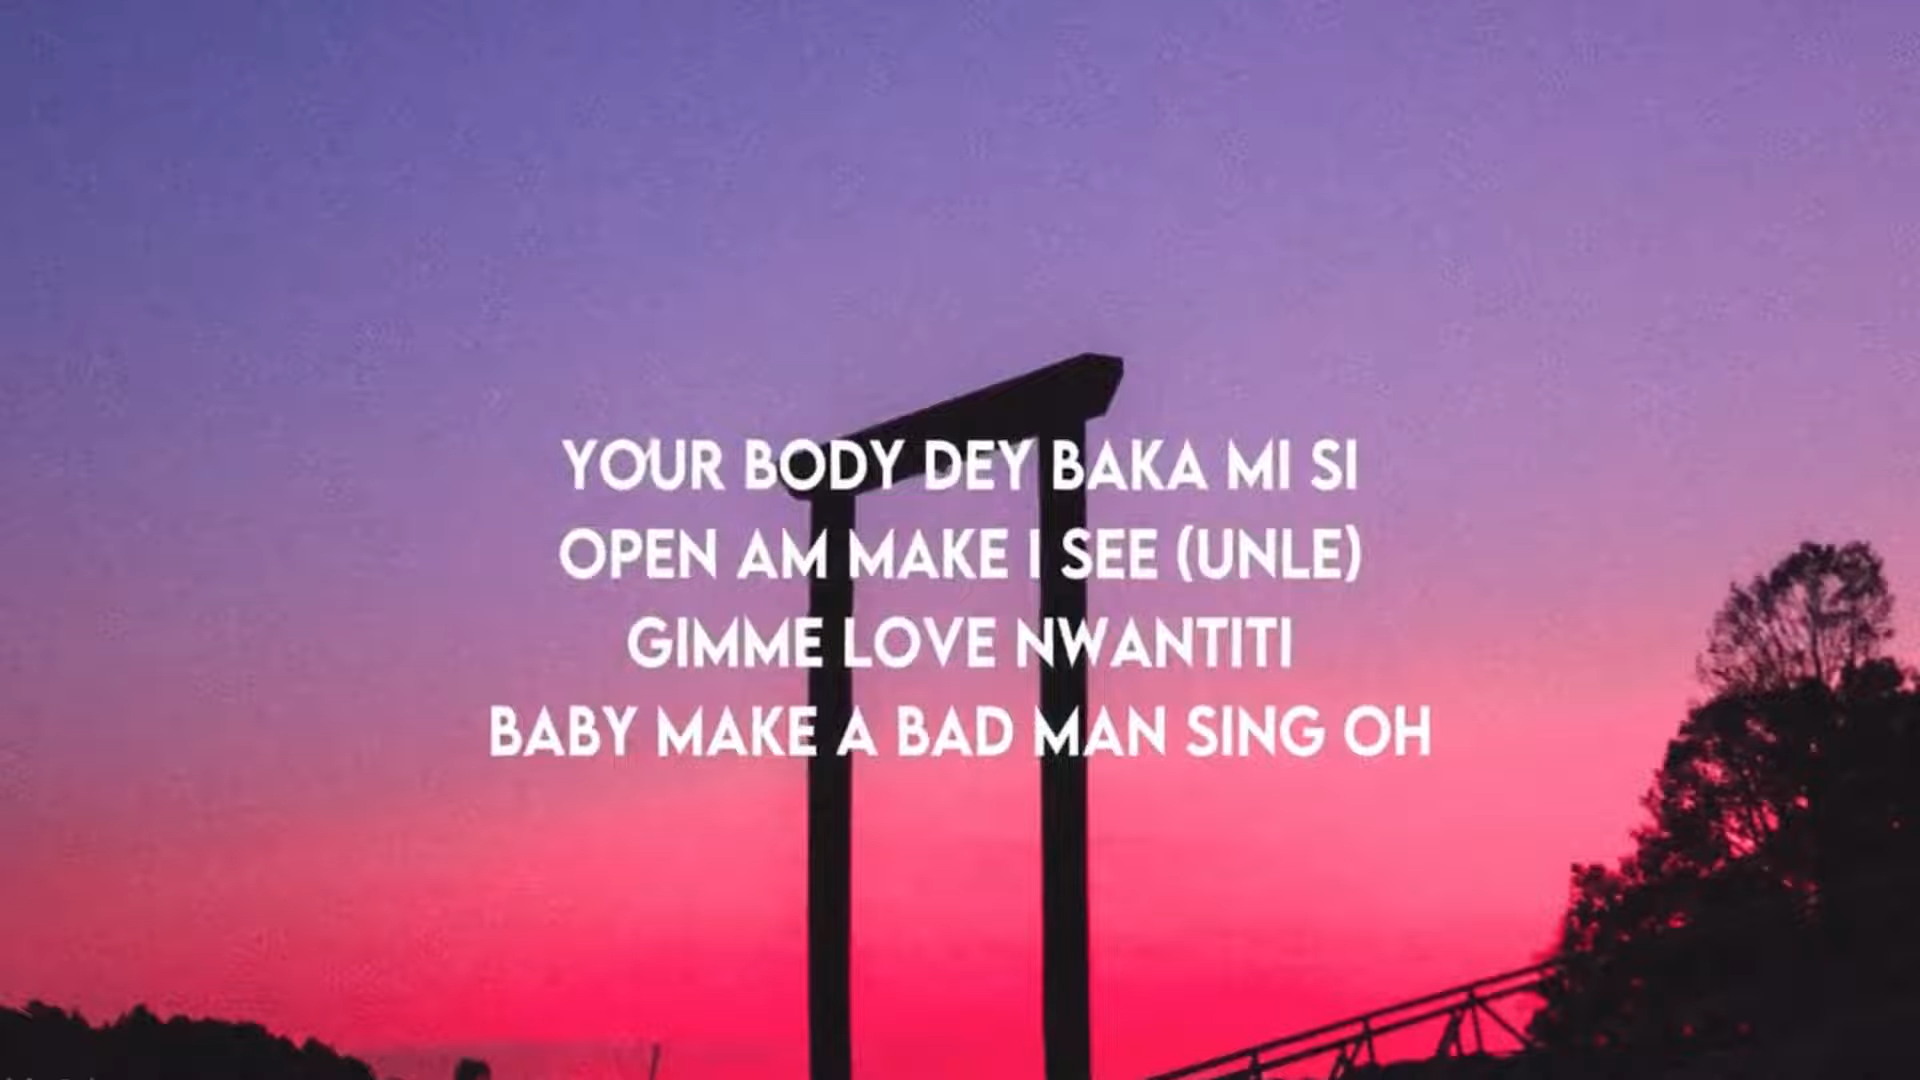 YOUR BODY DEY BAKA MI SI
OPEN AM MAKE I SEE (UNLE)
GIMME LOVE NWANTITI
BABY MAKE A BAD MAN SING OH